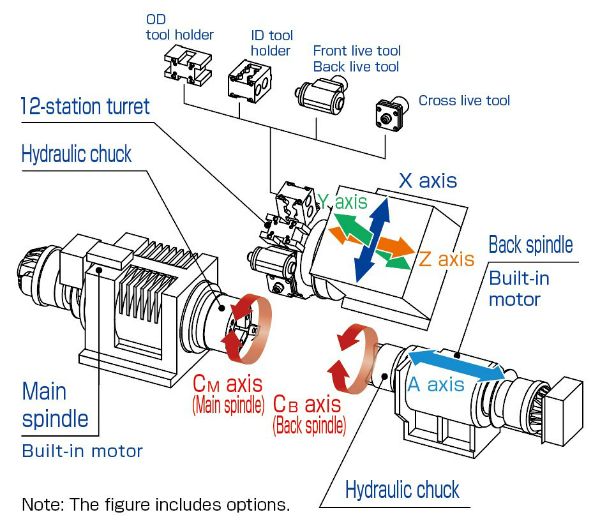 OD
tool holder
ID tool
holder
Front live tool
Back live tool
Cross live tool
12-station turret
Hydraulic chuck
X axis
Y axis
Z axis
Back spindle
Built-in
motor
A axis
CM axis
(Main spindle)
CB axis
(Back spindle)
Main
spindle
Built-in motor
Hydraulic chuck
Note: The figure includes options.